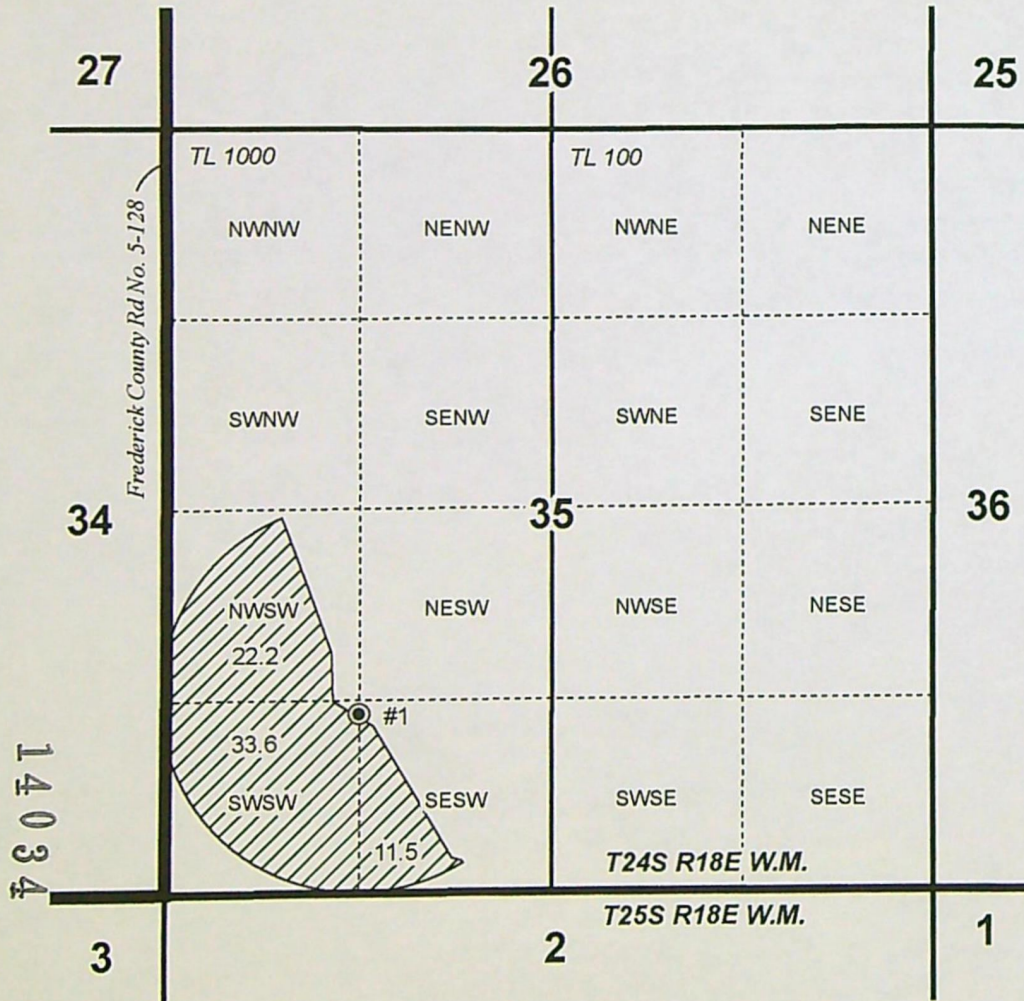 27
26
25
TL 1000
TL 100
NWNW
NENW
NWNE
NENE
Frederick County Rd No. 5-128
SWNW
SENW
SWNE
SENE
34
35
36
NWSW
NESW
NWSE
NESE
22.2
#1
33.6
SWSW
SESW
SWSE
SESE
11.5
14034
T24S R18E W.M.
T25S R18E W.M.
3
2
1